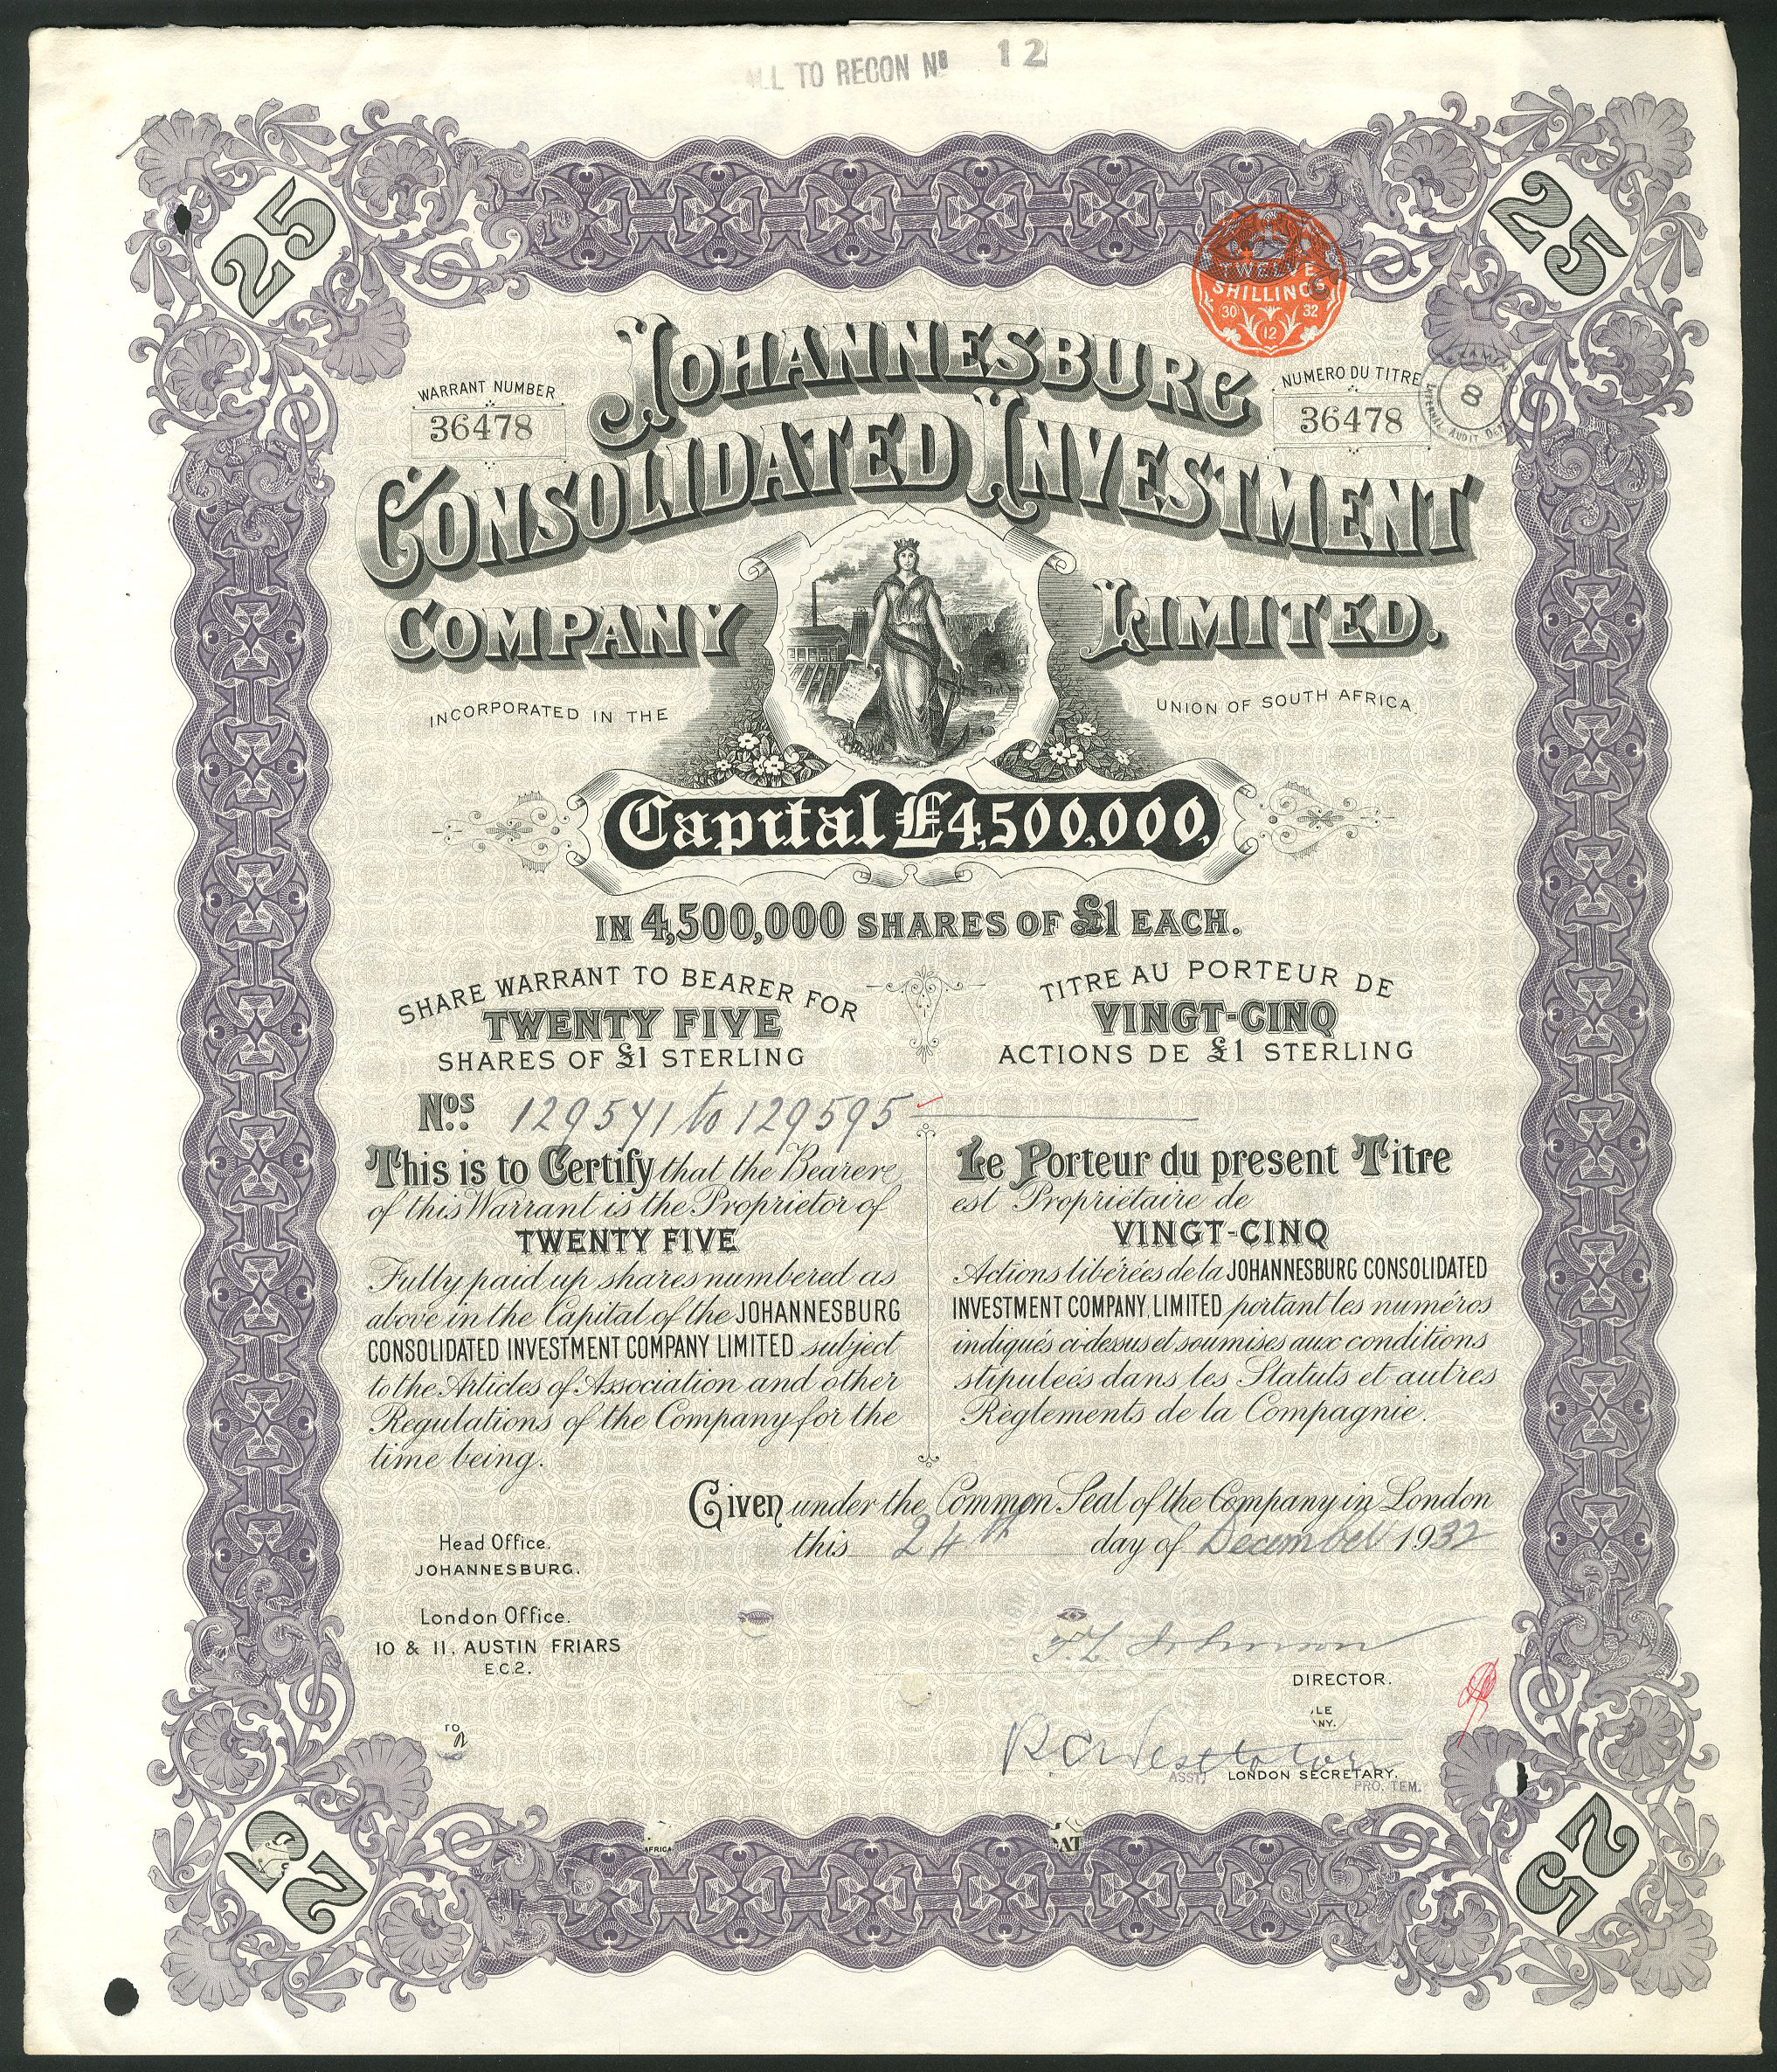 LL TO RECON No 12
25
25
TWELVE
SHILLINGS
30 32
12
JOHANNESBURG
WARRANT NUMBER
36478
NUMERO DU TITRE
36478
8
INTERNAL AUDIT DEPT
CONSOLIDATED INVESTMENT
COMPANY LIMITED.
INCORPORATED IN THE UNION OF SOUTH AFRICA.
Capital £4,500,000,
IN 4,500,000 SHARES OF £1 EACH.
SHARE WARRANT TO BEARER FOR
TWENTY FIVE
SHARES OF £1 STERLING
TITRE AU PORTEUR DE
VINGT-CINQ
ACTIONS DE £1 STERLING
Nos. 129571 to 129595
This is to Certify that the Bearer
of this Warrant is the Proprietor of
TWENTY FIVE
Fully paid up shares numbered as
above in the Capital of the JOHANNESBURG
CONSOLIDATED INVESTMENT COMPANY LIMITED subject
to the Articles of Association and other
Regulations of the Company for the
time being.
Le Porteur du present Titre
est Propriétaire de
VINGT-CINQ
Actions libérées de la JOHANNESBURG CONSOLIDATED
INVESTMENT COMPANY, LIMITED portant les numéros
indiqués ci-dessus et soumises aux conditions
stipuleés dans les Statuts et autres
Règlements de la Compagnie.
Given under the Common Seal of the Company in London
this 24th day of December 1932
Head Office.
JOHANNESBURG.
London Office.
10 & 11, AUSTIN FRIARS
E.C.2.
DIRECTOR.
LE
NY.
ASST LONDON SECRETARY.
PRO. TEM.
TO
AFRICA
AT
25
25